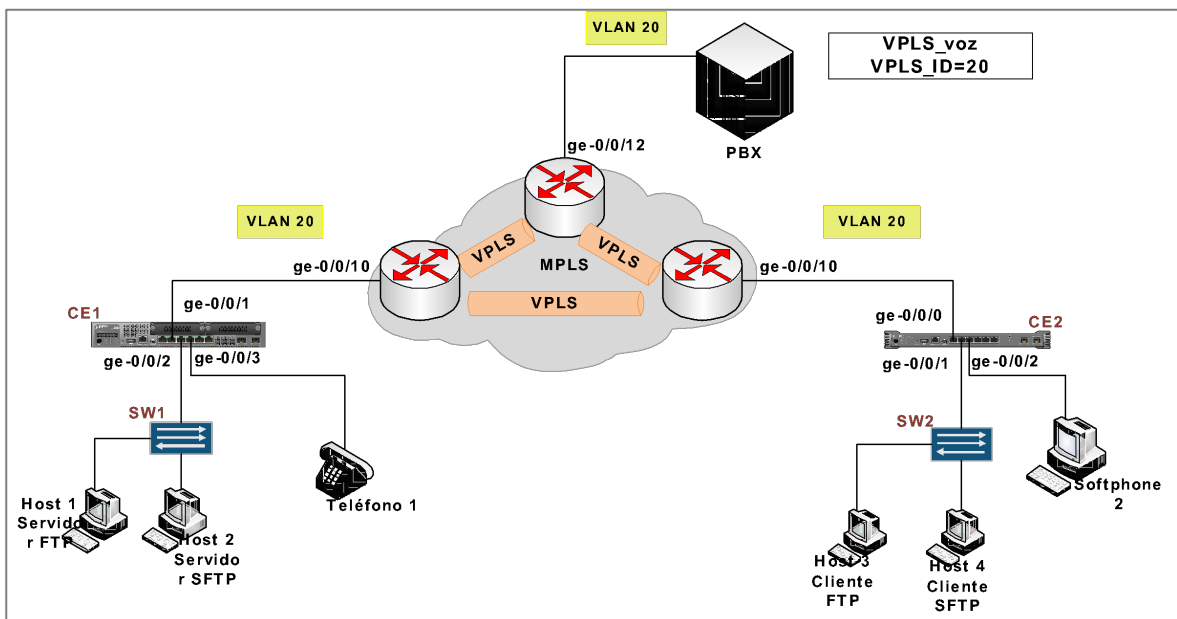 VLAN 20
VPLS_voz
VPLS_ID=20
PBX
ge-0/0/12
VLAN 20
VLAN 20
VPLS
VPLS
MPLS
VPLS
ge-0/0/10
ge-0/0/10
CE1
ge-0/0/1
ge-0/0/2
ge-0/0/3
ge-0/0/0
CE2
ge-0/0/1
ge-0/0/2
SW1
SW2
Teléfono 1
Softphone
2
Host 1
Servido
r FTP
Host 2
Servido
r SFTP
Host 3
Cliente
FTP
Host 4
Cliente
SFTP